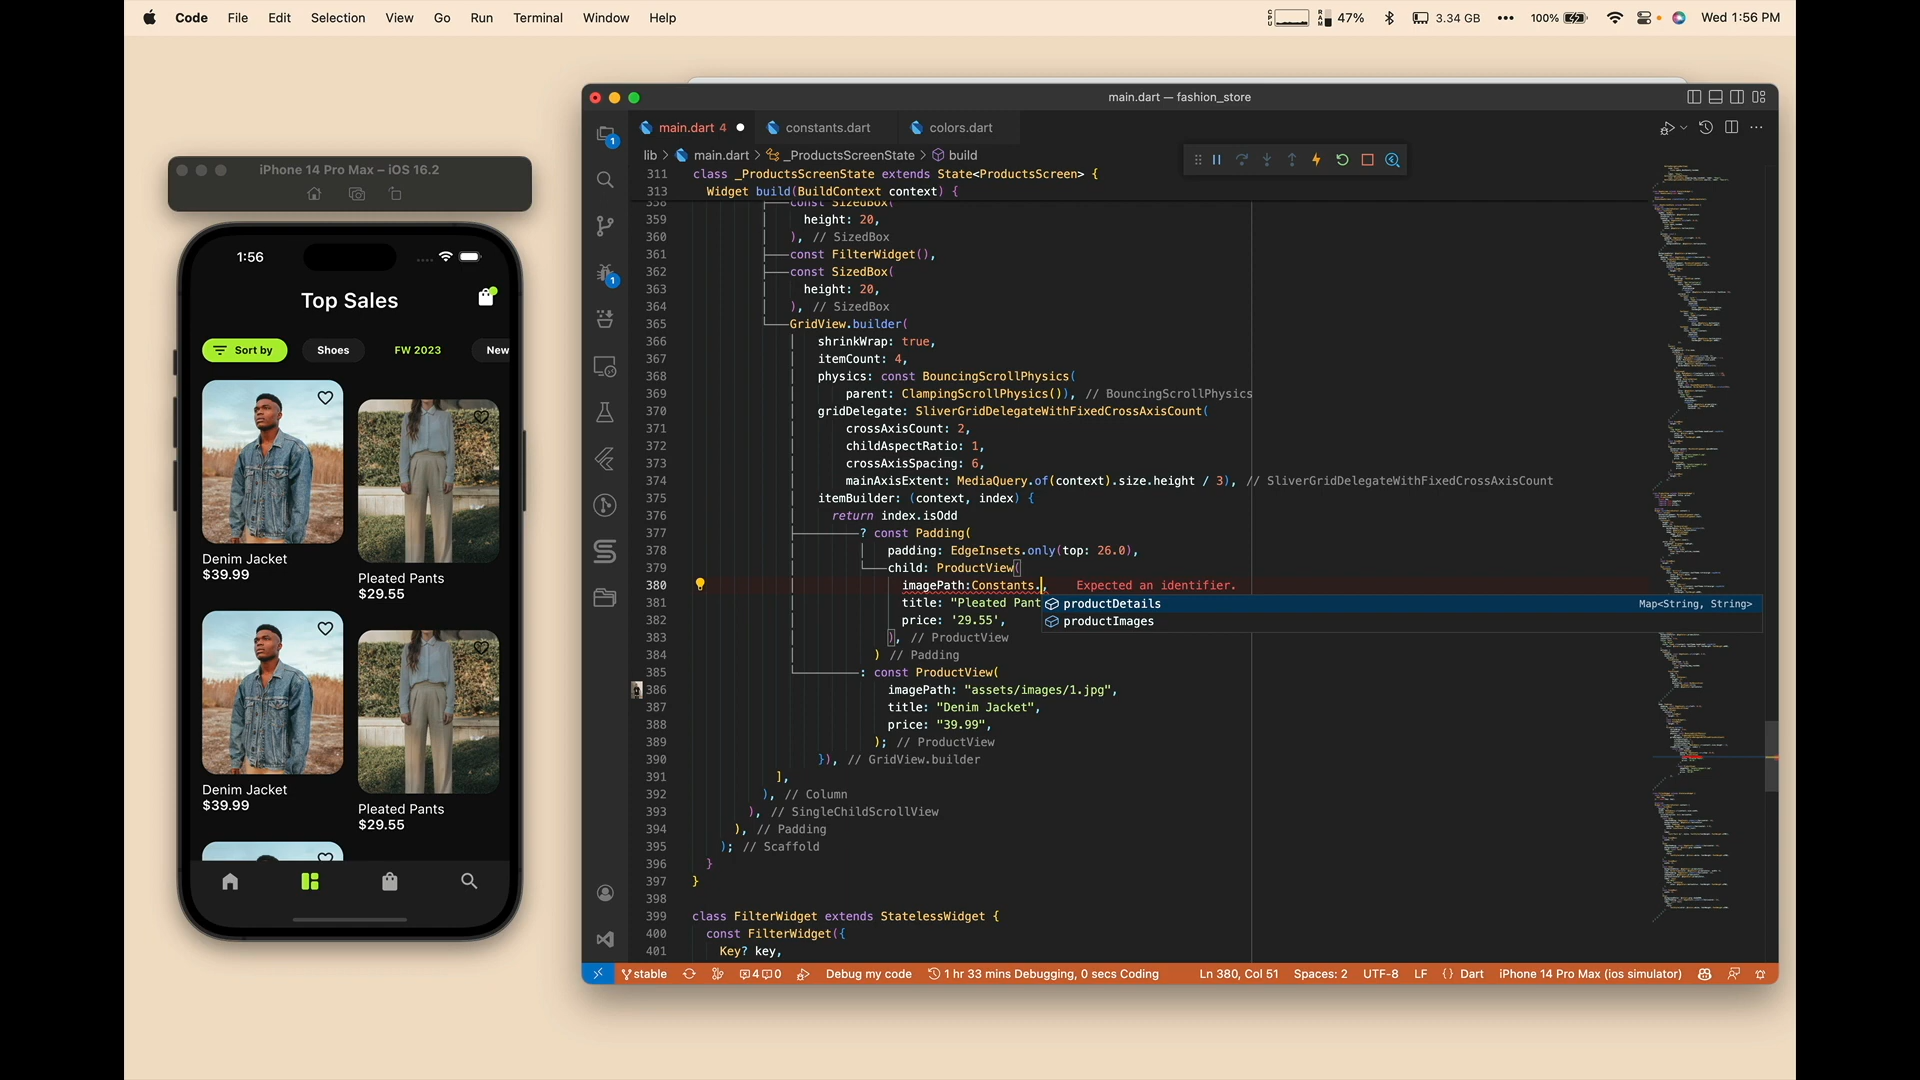 Code File Edit Selection View Go Run Terminal Window Help
CPU RAM 47% 3.34 GB 100% Wed 1:56 PM
iPhone 14 Pro Max – iOS 16.2
1:56
Top Sales
Sort by Shoes FW 2023 New
Denim Jacket
$39.99
Pleated Pants
$29.55
Denim Jacket
$39.99
Pleated Pants
$29.55
main.dart — fashion_store
main.dart 4 constants.dart colors.dart
lib > main.dart > _ProductsScreenState > build
1
1
311 class _ProductsScreenState extends State<ProductsScreen> {
313 Widget build(BuildContext context) {
358 const SizedBox(
359 height: 20,
360 ), // SizedBox
361 const FilterWidget(),
362 const SizedBox(
363 height: 20,
364 ), // SizedBox
365 GridView.builder(
366 shrinkWrap: true,
367 itemCount: 4,
368 physics: const BouncingScrollPhysics(
369 parent: ClampingScrollPhysics()), // BouncingScrollPhysics
370 gridDelegate: SliverGridDelegateWithFixedCrossAxisCount(
371 crossAxisCount: 2,
372 childAspectRatio: 1,
373 crossAxisSpacing: 6,
374 mainAxisExtent: MediaQuery.of(context).size.height / 3), // SliverGridDelegateWithFixedCrossAxisCount
375 itemBuilder: (context, index) {
376 return index.isOdd
377 ? const Padding(
378 padding: EdgeInsets.only(top: 26.0),
379 child: ProductView(
380 imagePath:Constants., Expected an identifier.
381 title: "Pleated Pant
productDetails Map<String, String>
productImages
382 price: '29.55',
383 ), // ProductView
384 ) // Padding
385 : const ProductView(
386 imagePath: "assets/images/1.jpg",
387 title: "Denim Jacket",
388 price: "39.99",
389 ); // ProductView
390 }), // GridView.builder
391 ],
392 ), // Column
393 ), // SingleChildScrollView
394 ), // Padding
395 ); // Scaffold
396 }
397 }
398
399 class FilterWidget extends StatelessWidget {
400 const FilterWidget({
401 Key? key,
stable 4 0 Debug my code 1 hr 33 mins Debugging, 0 secs Coding Ln 380, Col 51 Spaces: 2 UTF-8 LF {} Dart iPhone 14 Pro Max (ios simulator)